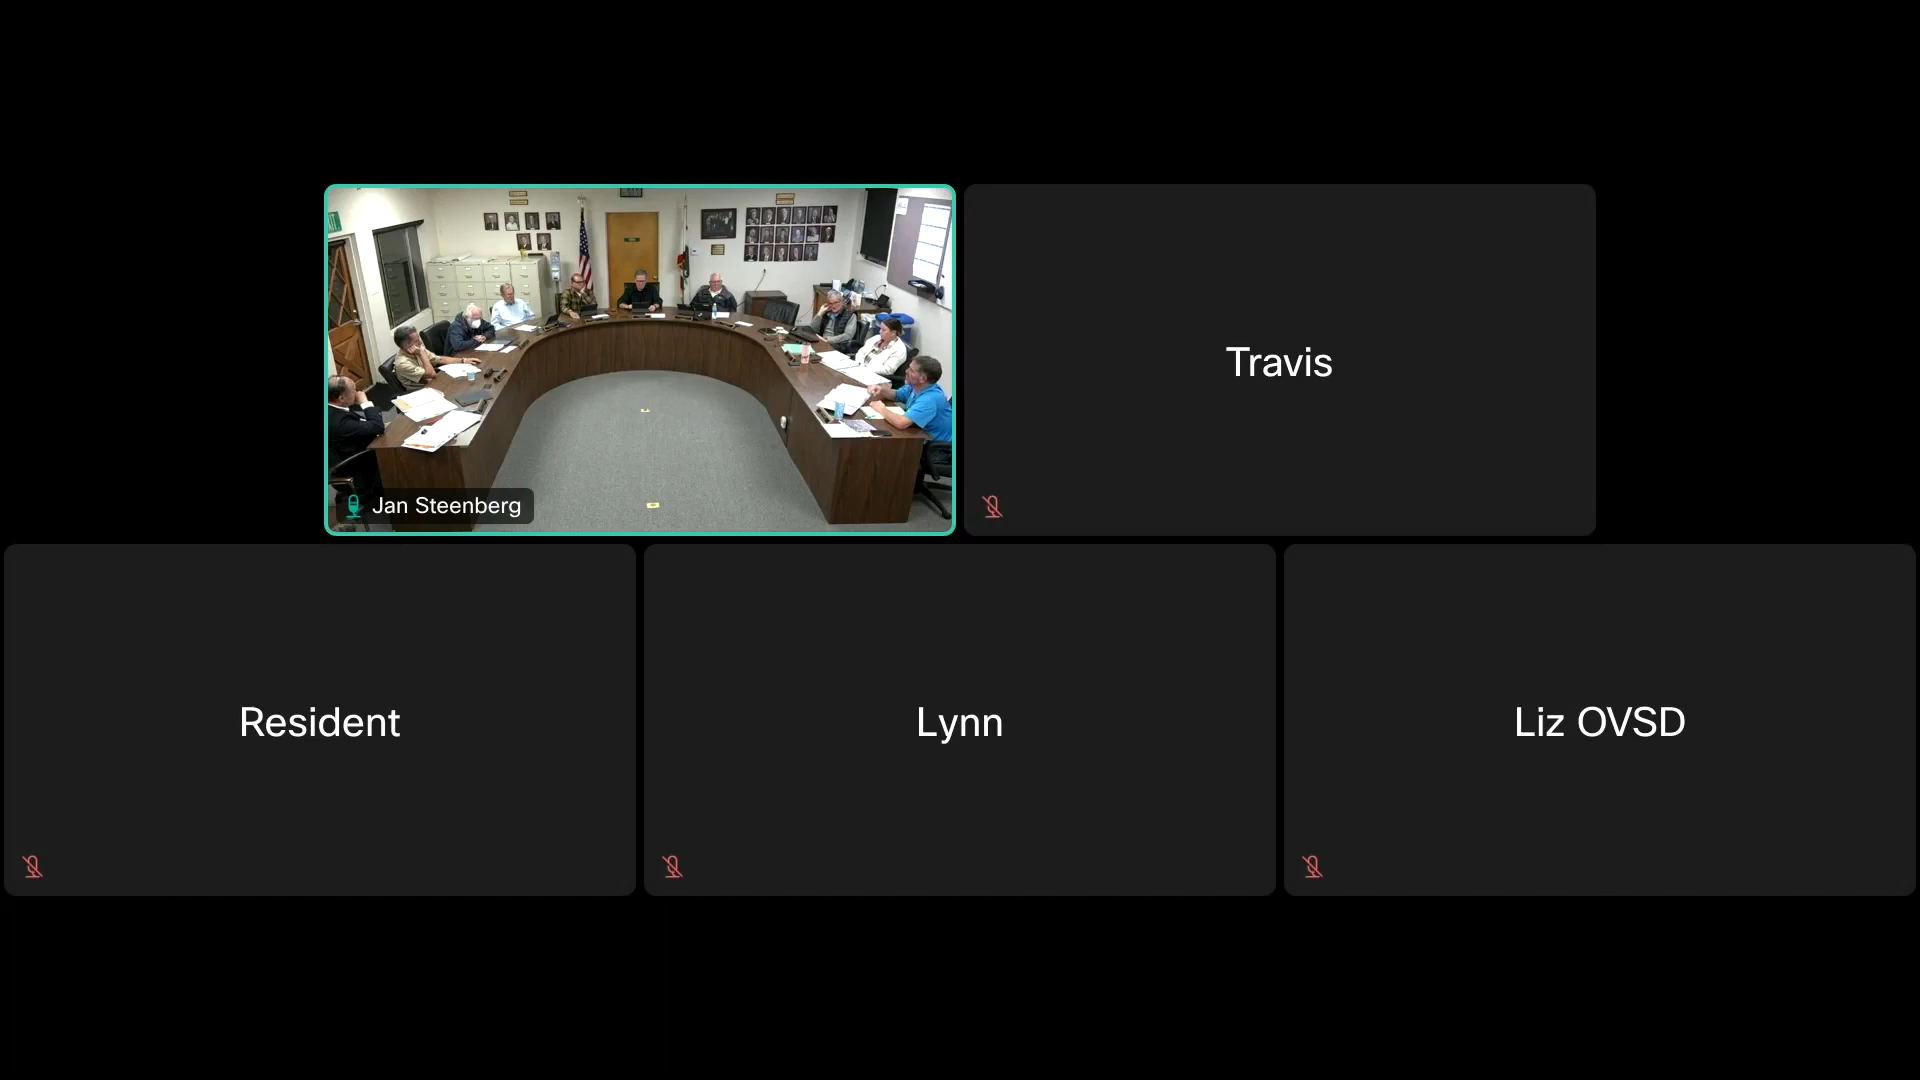 Jan Steenberg
Travis
Resident
Lynn
Liz OVSD